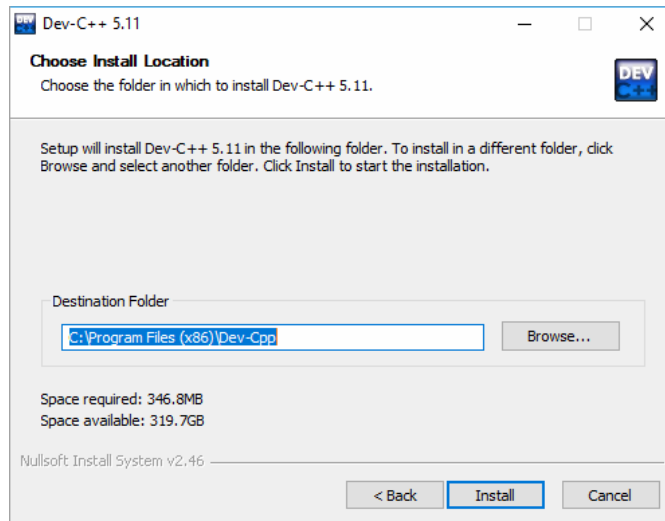 Dev-C++ 5.11
Choose Install Location
Choose the folder in which to install Dev-C++ 5.11.
DEV
C++
Setup will install Dev-C++ 5.11 in the following folder. To install in a different folder, click
Browse and select another folder. Click Install to start the installation.
Destination Folder
C:\Program Files (x86)\Dev-Cpp
Browse...
Space required: 346.8MB
Space available: 319.7GB
Nullsoft Install System v2.46
< Back
Install
Cancel